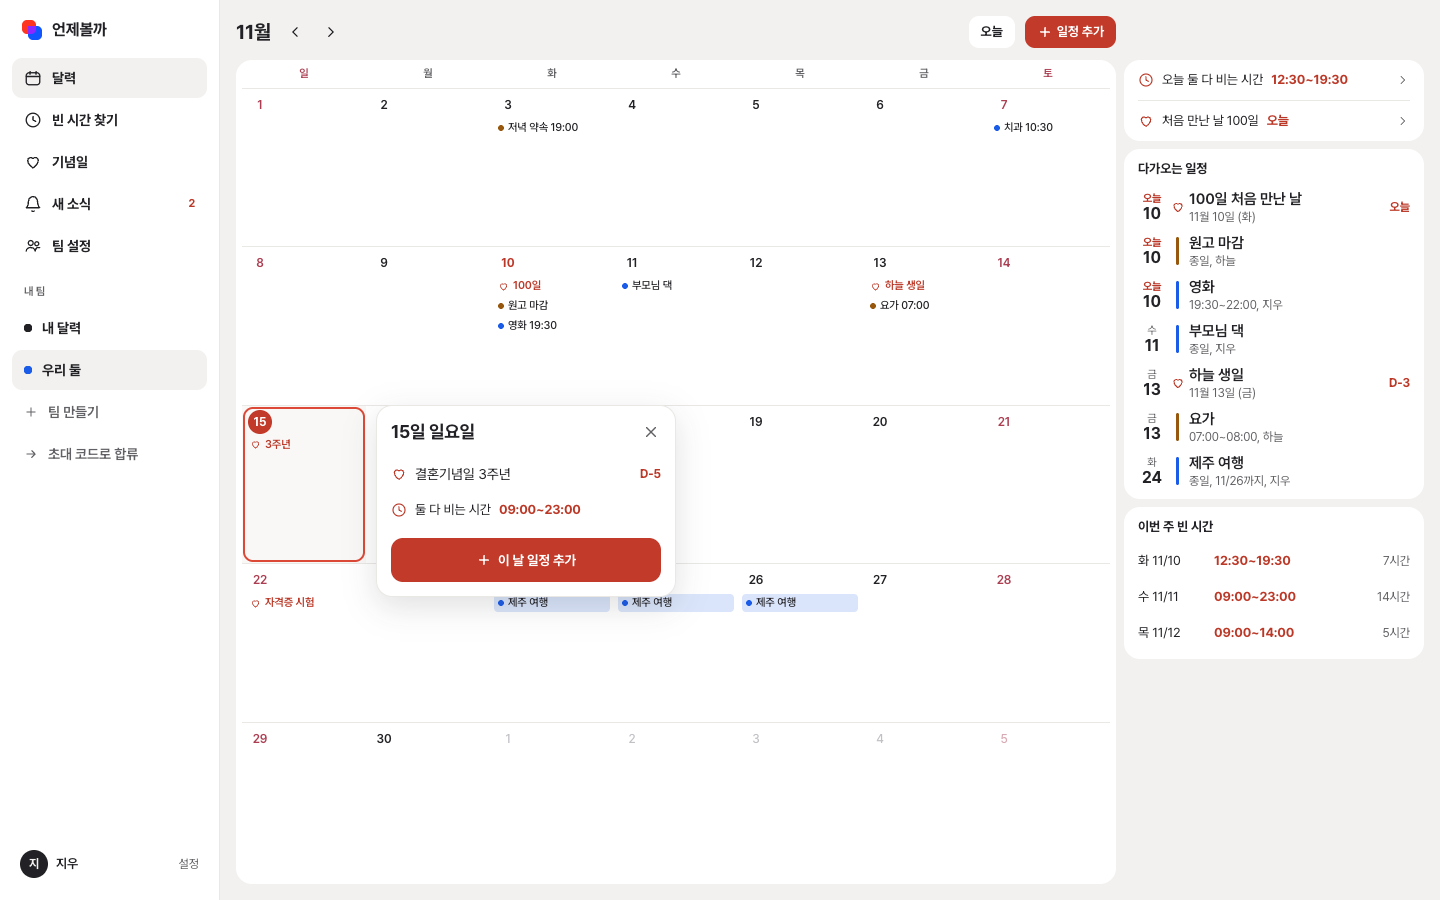 언제볼까
달력
빈 시간 찾기
기념일
새 소식 2
팀 설정
내 팀
내 달력
우리 둘
팀 만들기
초대 코드로 합류
지 지우 설정
11월
오늘
일정 추가
일 월 화 수 목 금 토
1 2 3 4 5 6 7
저녁 약속 19:00
치과 10:30
8 9 10 11 12 13 14
100일 부모님 댁 하늘 생일
원고 마감 요가 07:00
영화 19:30
15 19 20 21
3주년
15일 일요일
결혼기념일 3주년 D-5
둘 다 비는 시간 09:00~23:00
이 날 일정 추가
22 26 27 28
자격증 시험 제주 여행 제주 여행 제주 여행
29 30 1 2 3 4 5
오늘 둘 다 비는 시간 12:30~19:30
처음 만난 날 100일 오늘
다가오는 일정
오늘
10
100일 처음 만난 날
11월 10일 (화)
오늘
오늘
10
원고 마감
종일, 하늘
오늘
10
영화
19:30~22:00, 지우
수
11
부모님 댁
종일, 지우
금
13
하늘 생일
11월 13일 (금)
D-3
금
13
요가
07:00~08:00, 하늘
화
24
제주 여행
종일, 11/26까지, 지우
이번 주 빈 시간
화 11/10 12:30~19:30 7시간
수 11/11 09:00~23:00 14시간
목 11/12 09:00~14:00 5시간